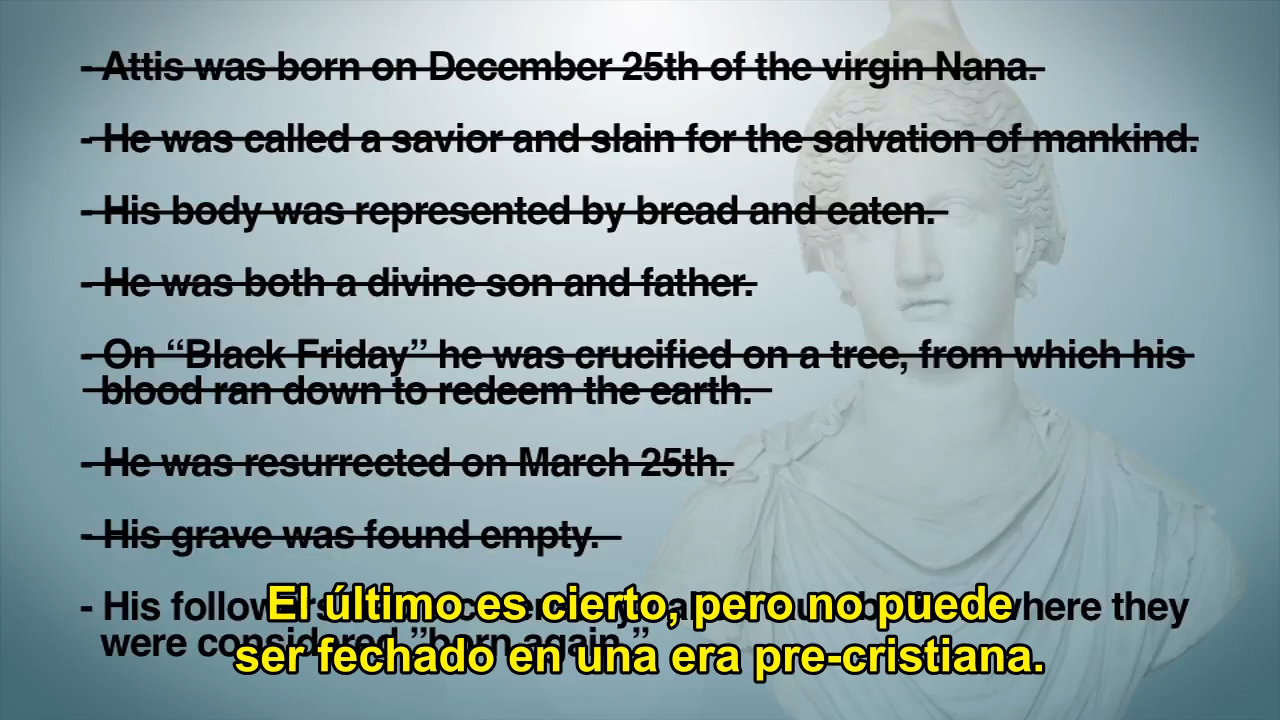 - Attis was born on December 25th of the virgin Nana.
- He was called a savior and slain for the salvation of mankind.
- His body was represented by bread and eaten.
- He was both a divine son and father.
- On “Black Friday” he was crucified on a tree, from which his
blood ran down to redeem the earth.
- He was resurrected on March 25th.
- His grave was found empty.
- His where they
were considered ”born again.”
El último es cierto, pero no puede
ser fechado en una era pre-cristiana.